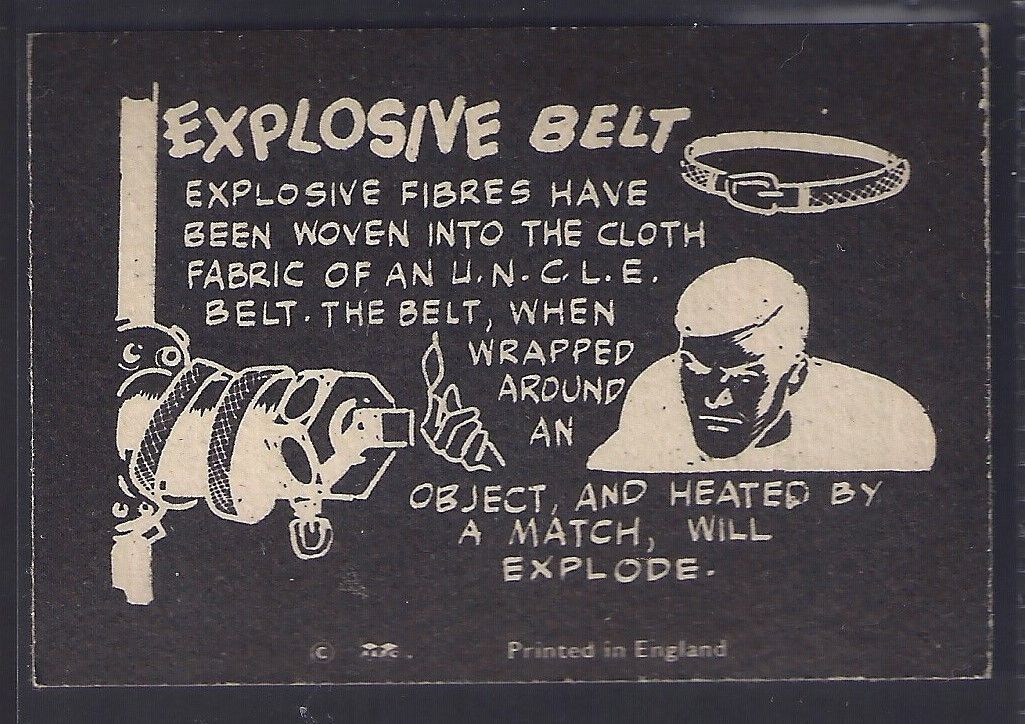 EXPLOSIVE BELT
EXPLOSIVE FIBRES HAVE
BEEN WOVEN INTO THE CLOTH
FABRIC OF AN U.N.C.L.E.
BELT. THE BELT, WHEN
WRAPPED
AROUND
AN
OBJECT, AND HEATED BY
A MATCH, WILL
EXPLODE.
© Printed in England